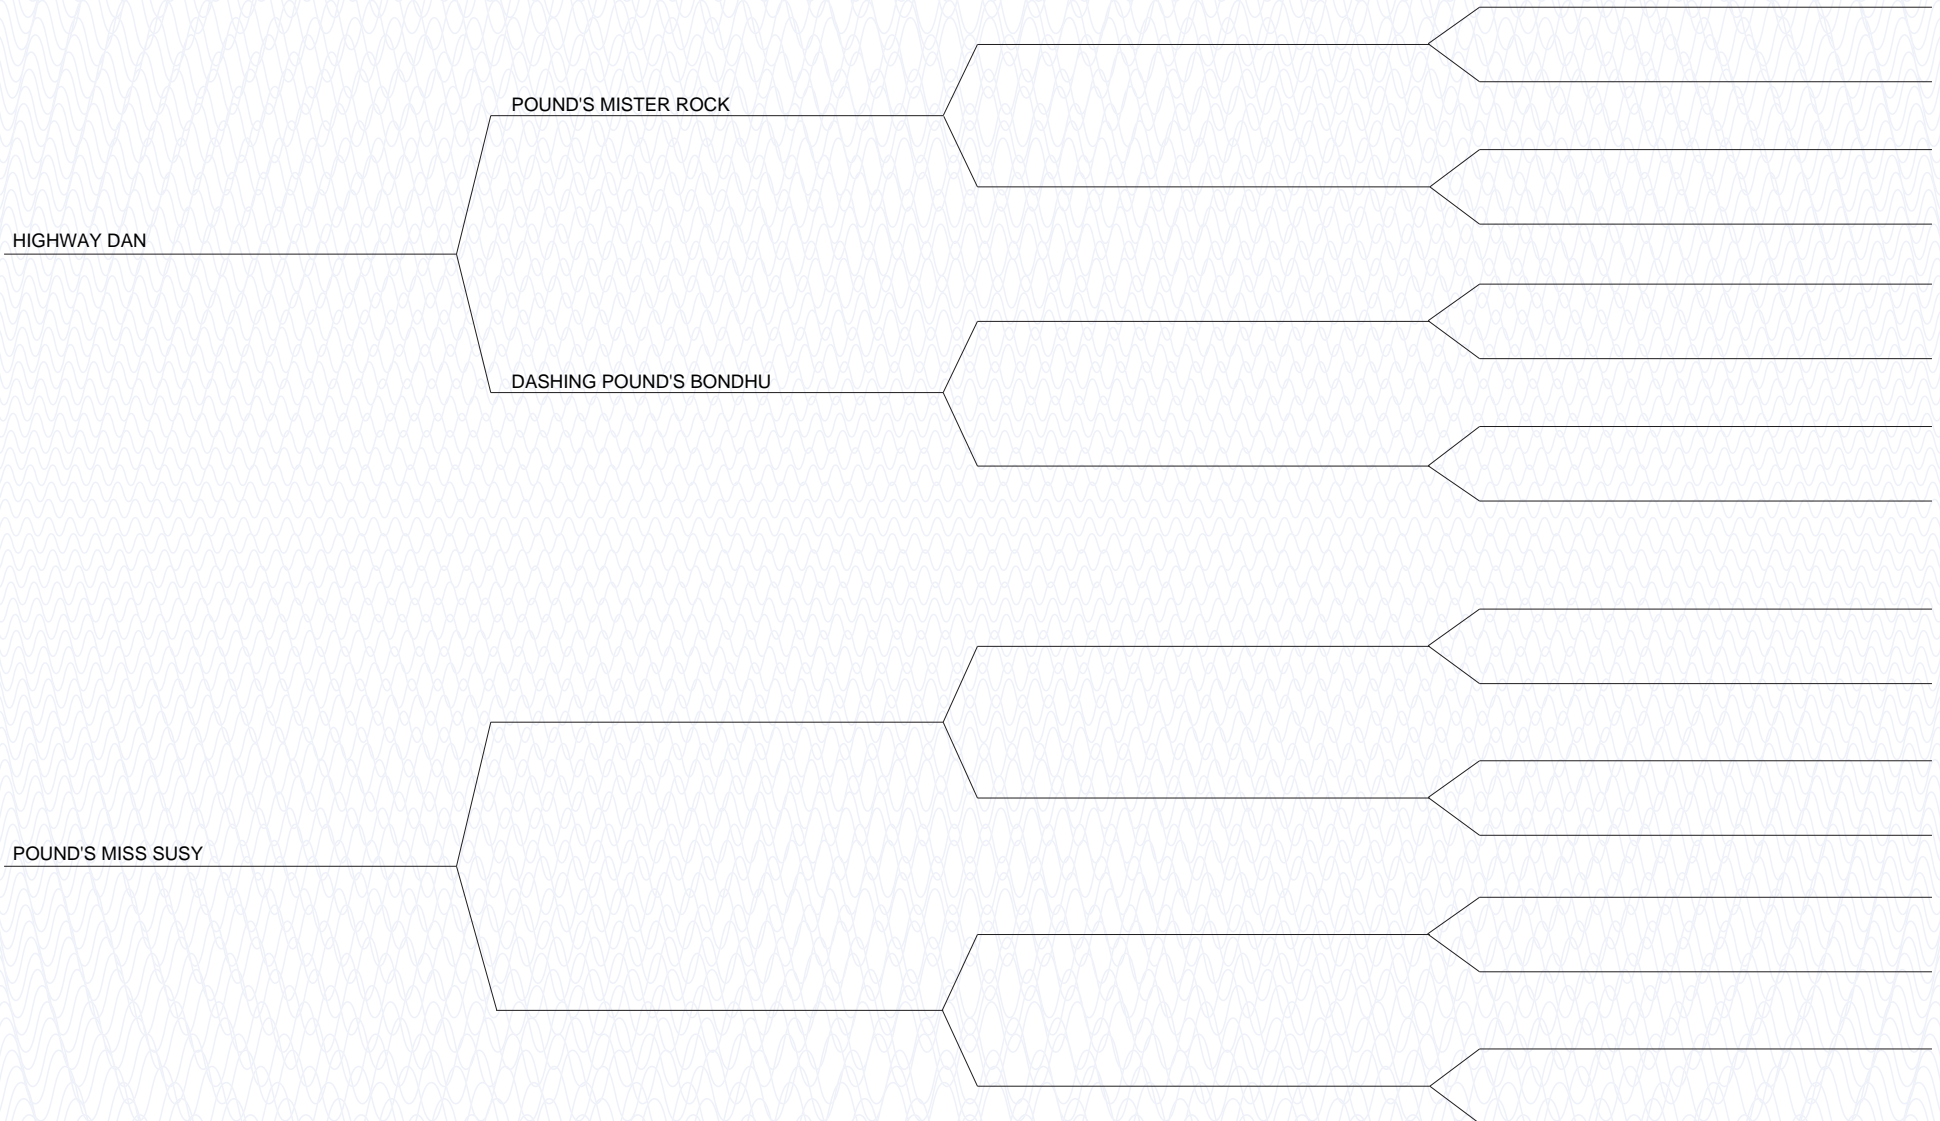 POUND'S MISTER ROCK
HIGHWAY DAN
DASHING POUND'S BONDHU
POUND'S MISS SUSY